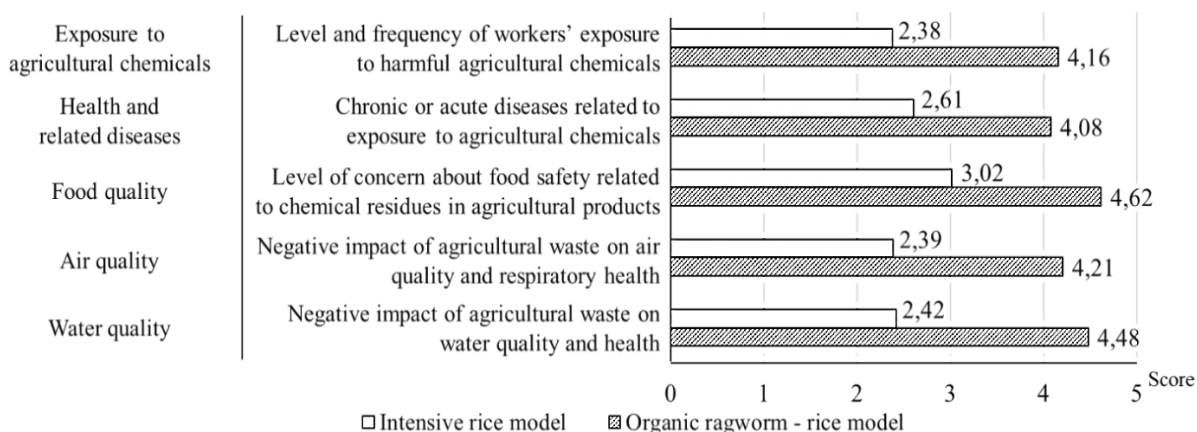 Exposure to
agricultural chemicals
Level and frequency of workers’ exposure
to harmful agricultural chemicals
2,38
4,16
Health and
related diseases
Chronic or acute diseases related to
exposure to agricultural chemicals
2,61
4,08
Food quality
Level of concern about food safety related
to chemical residues in agricultural products
3,02
4,62
Air quality
Negative impact of agricultural waste on air
quality and respiratory health
2,39
4,21
Water quality
Negative impact of agricultural waste on
water quality and health
2,42
4,48
0 1 2 3 4 5 Score
Intensive rice model Organic ragworm - rice model